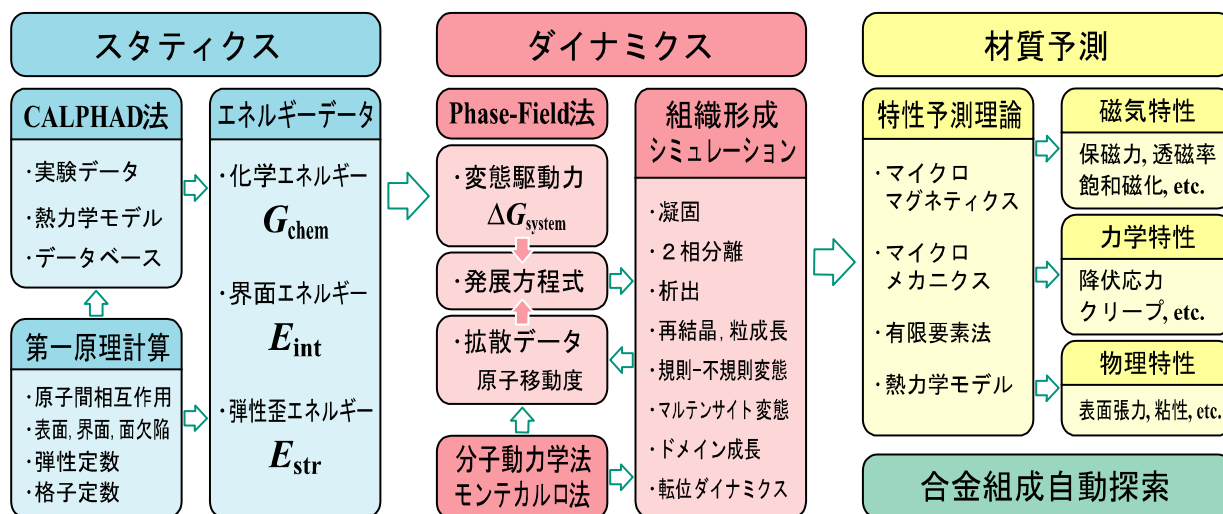 スタティクス
CALPHAD法
・実験データ
・熱力学モデル
・データベース
第一原理計算
・原子間相互作用
・表面, 界面, 面欠陥
・弾性定数
・格子定数
エネルギーデータ
・化学エネルギー
Gchem
・界面エネルギー
Eint
・弾性歪エネルギー
Estr
ダイナミクス
Phase-Field法
・変態駆動力
ΔGsystem
・発展方程式
・拡散データ
原子移動度
分子動力学法
モンテカルロ法
組織形成
シミュレーション
・凝固
・２相分離
・析出
・再結晶, 粒成長
・規則−不規則変態
・マルテンサイト変態
・ドメイン成長
・転位ダイナミクス
材質予測
特性予測理論
・マイクロ
マグネティクス
・マイクロ
メカニクス
・有限要素法
・熱力学モデル
磁気特性
保磁力, 透磁率
飽和磁化, etc.
力学特性
降伏応力
クリープ, etc.
物理特性
表面張力, 粘性, etc.
合金組成自動探索